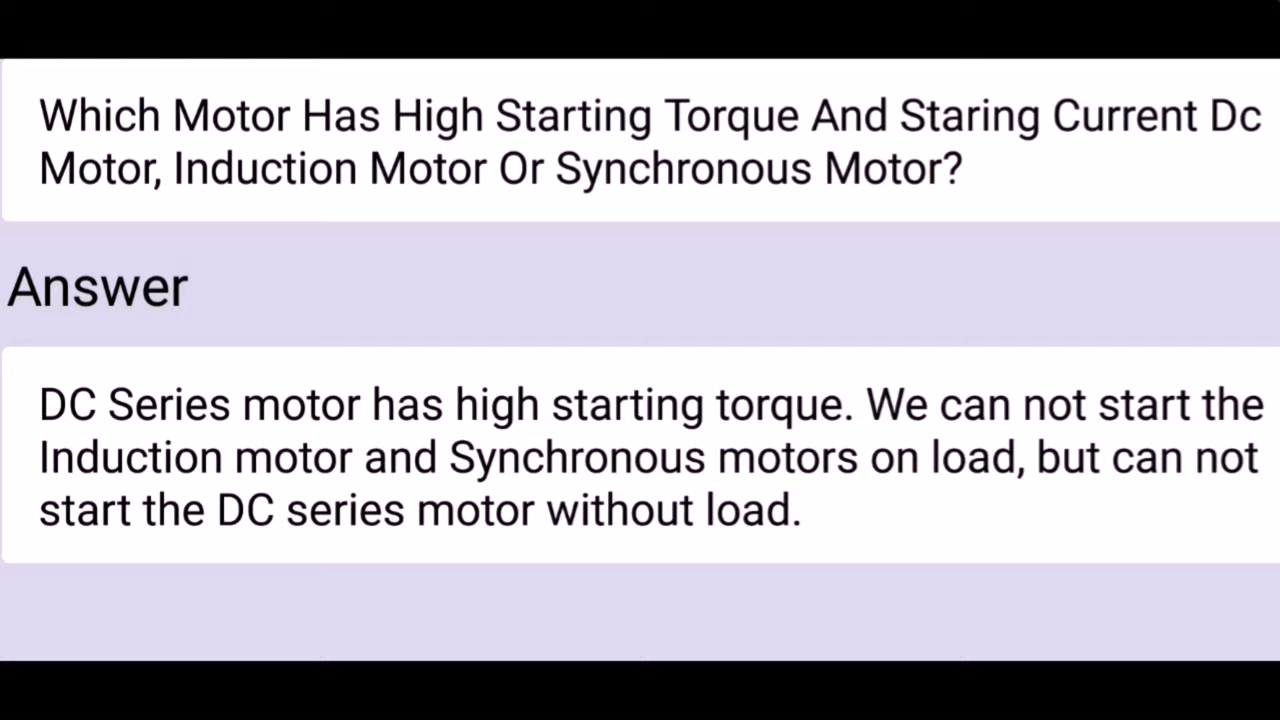 Which Motor Has High Starting Torque And Staring Current Dc
Motor, Induction Motor Or Synchronous Motor?
Answer
DC Series motor has high starting torque. We can not start the
Induction motor and Synchronous motors on load, but can not
start the DC series motor without load.